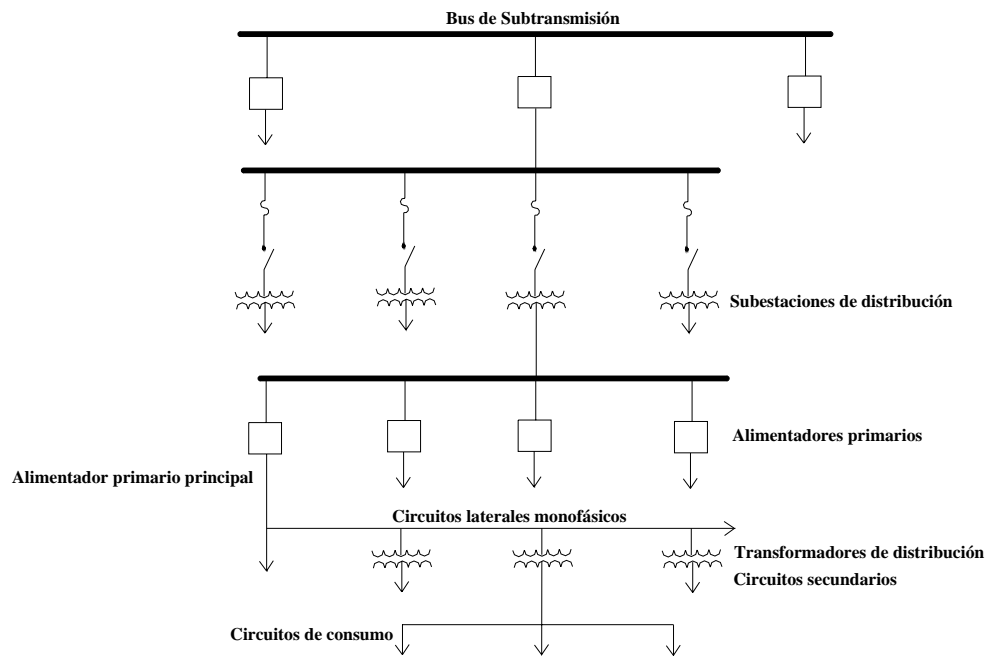 Bus de Subtransmisión
Subestaciones de distribución
Alimentadores primarios
Alimentador primario principal
Circuitos laterales monofásicos
Transformadores de distribución
Circuitos secundarios
Circuitos de consumo